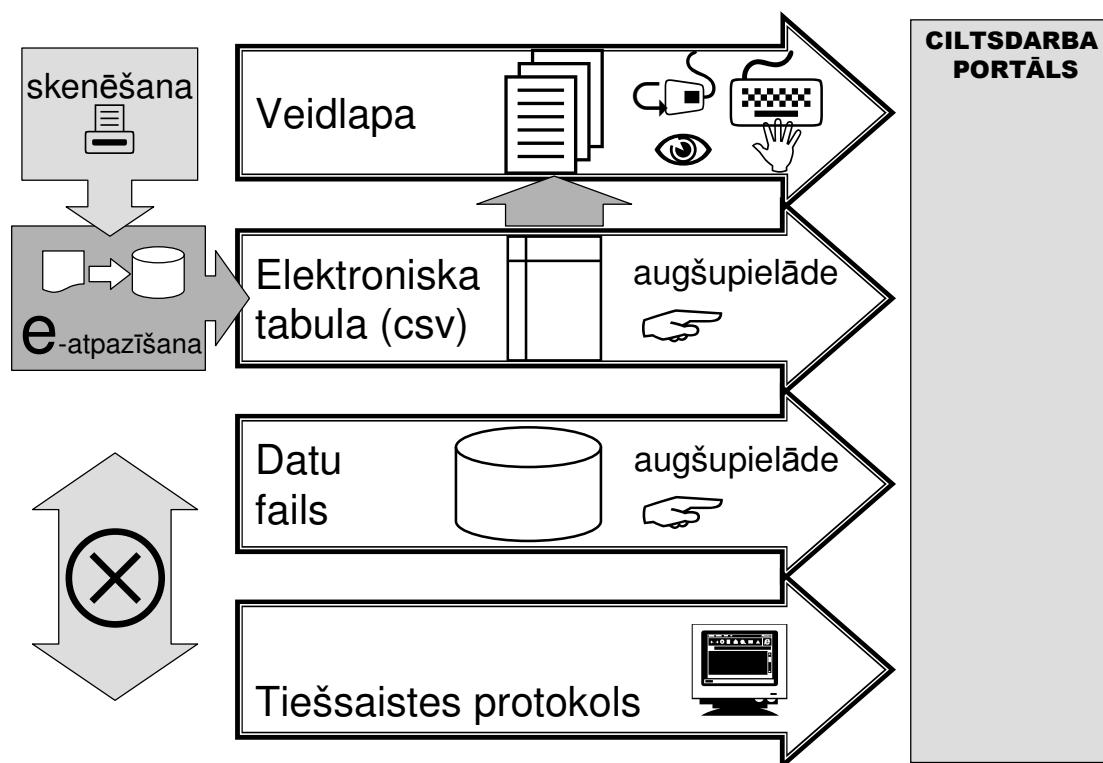 skenēšana
Veidlapa
CILTSDARBA
PORTĀLS
e-atpazīšana
Elektroniska
tabula (csv)
augšupielāde
Datu
fails
augšupielāde
Tiešsaistes protokols